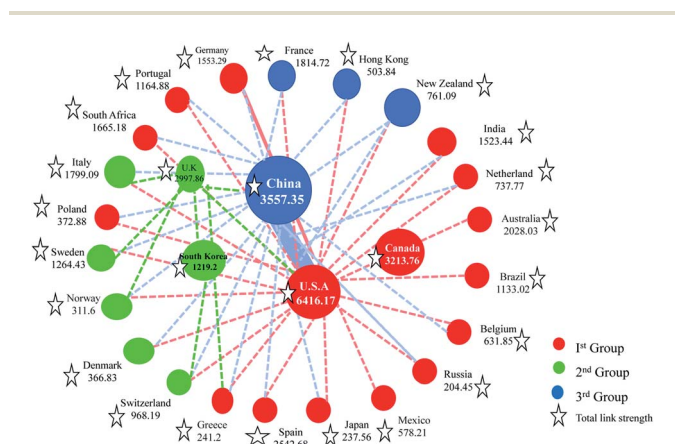 Germany
1553.29
France
1814.72
Hong Kong
503.84
Portugal
1164.88
New Zealand
761.09
South Africa
1665.18
India
1523.44
Italy
1799.09
U.K
2997.86
China
3557.35
Netherland
737.77
Poland
372.88
Australia
2028.03
Sweden
1264.43
South Korea
1219.2
Canada
3213.76
U.S.A
6416.17
Brazil
1133.02
Norway
311.6
Belgium
631.85
Denmark
366.83
Russia
204.45
Switzerland
968.19
Greece
241.2
Spain
2542.68
Japan
237.56
Mexico
578.21
Ist Group
2nd Group
3rd Group
Total link strength